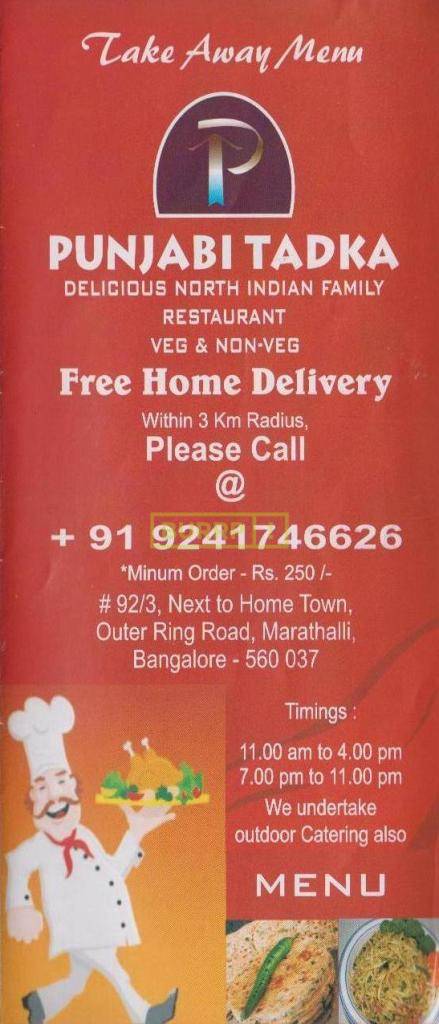 Take Away Menu
P
PUNJABI TADKA
DELICIOUS NORTH INDIAN FAMILY
RESTAURANT
VEG & NON-VEG
Free Home Delivery
Within 3 Km Radius,
Please Call
@
+ 91 9241746626
*Minum Order - Rs. 250 /-
# 92/3, Next to Home Town,
Outer Ring Road, Marathalli,
Bangalore - 560 037
Timings :
11.00 am to 4.00 pm
7.00 pm to 11.00 pm
We undertake
outdoor Catering also
MENU